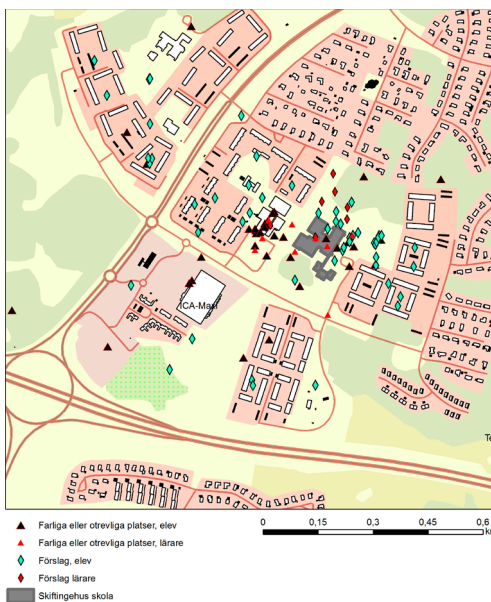 ICA-Maxi
Te
Farliga eller otrevliga platser, elev
Farliga eller otrevliga platser, lärare
Förslag, elev
Förslag lärare
Skiftingehus skola
0 0,15 0,3 0,45 0,6
k